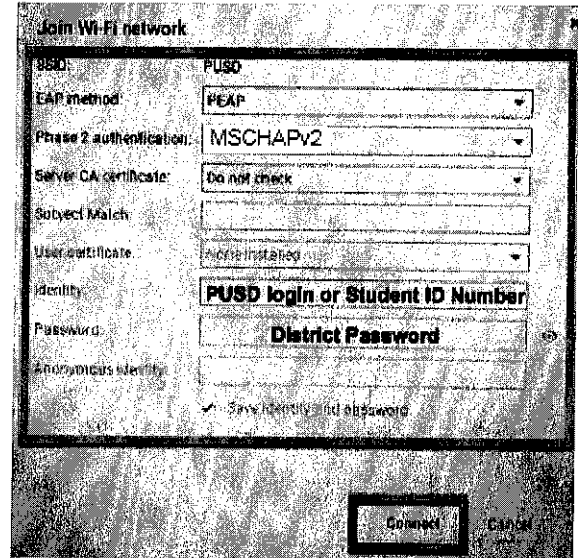 Join Wi-Fi network
SSID: PUSD
EAP method: PEAP
Phase 2 authentication: MSCHAPv2
Server CA certificate: Do not check
Subject Match:
User certificate: None installed
Identity: PUSD login or Student ID Number
Password: District Password
Anonymous identity:
Save identity and password
Connect Cancel